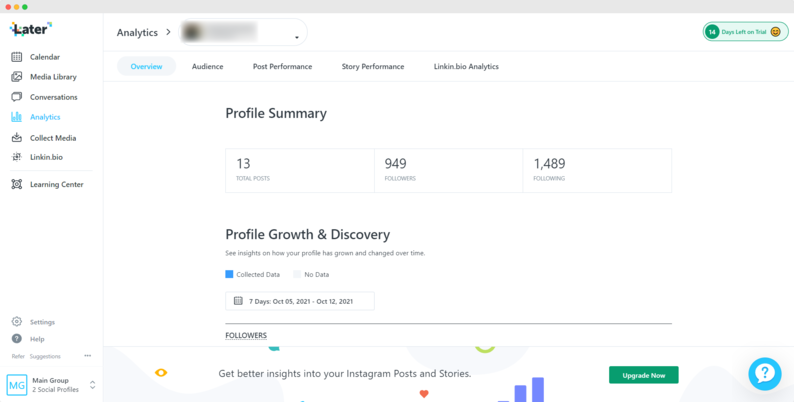 Later
Analytics
14 Days Left on Trial
Calendar
Media Library
Conversations
Analytics
Collect Media
Linkin.bio
Learning Center
Overview
Audience
Post Performance
Story Performance
Linkin.bio Analytics
Profile Summary
13
TOTAL POSTS
949
FOLLOWERS
1,489
FOLLOWING
Profile Growth & Discovery
See insights on how your profile has grown and changed over time.
Collected Data
No Data
7 Days: Oct 05, 2021 - Oct 12, 2021
FOLLOWERS
Settings
Help
Refer Suggestions •••
MG
Main Group
2 Social Profiles
Get better insights into your Instagram Posts and Stories.
Upgrade Now
?